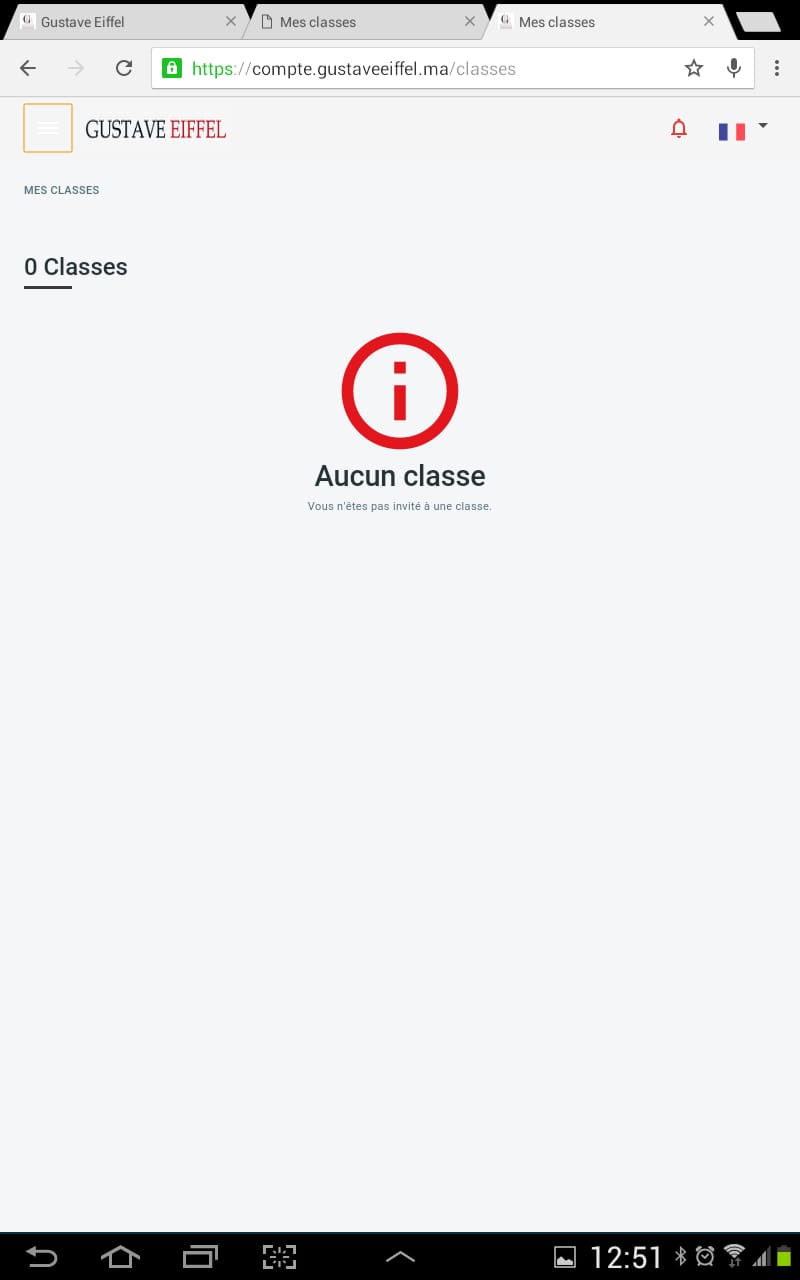 Gustave Eiffel
Mes classes
Mes classes
https://compte.gustaveeiffel.ma/classes
GUSTAVE EIFFEL
MES CLASSES
0 Classes
Aucun classe
Vous n'êtes pas invité à une classe.
12:51